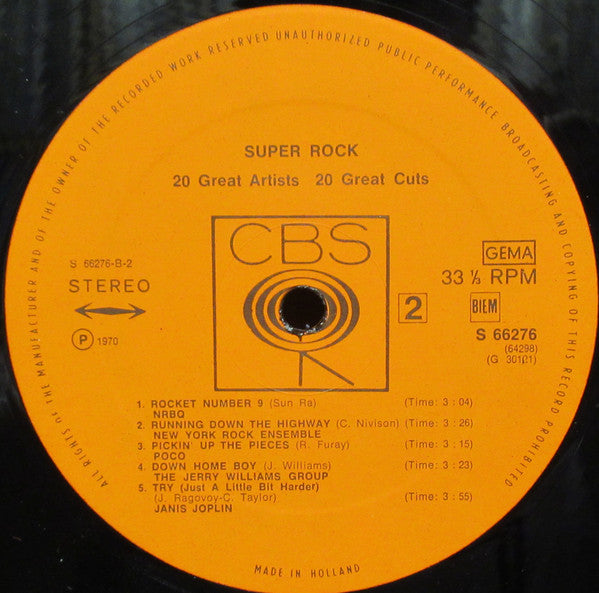 ALL RIGHTS OF THE MANUFACTURER AND OF THE OWNER OF THE RECORDED WORK RESERVED UNAUTHORIZED PUBLIC PERFORMANCE BROADCASTING AND COPYING OF THIS RECORD PROHIBITED
SUPER ROCK
20 Great Artists 20 Great Cuts
CBS
S 66276-B-2
STEREO
Ⓟ 1970
GEMA
33 ⅓ RPM
2
BIEM
S 66276
(64298)
(G 30121)
1. ROCKET NUMBER 9 (Sun Ra) (Time: 3 : 04)
NRBQ
2. RUNNING DOWN THE HIGHWAY (C. Nivison) (Time: 3 : 26)
NEW YORK ROCK ENSEMBLE
3. PICKIN' UP THE PIECES (R. Furay) (Time: 3 : 15)
POCO
4. DOWN HOME BOY (J. Williams) (Time: 3 : 23)
THE JERRY WILLIAMS GROUP
5. TRY (Just A Little Bit Harder)
(J. Ragovoy-C. Taylor) (Time: 3 : 55)
JANIS JOPLIN
MADE IN HOLLAND